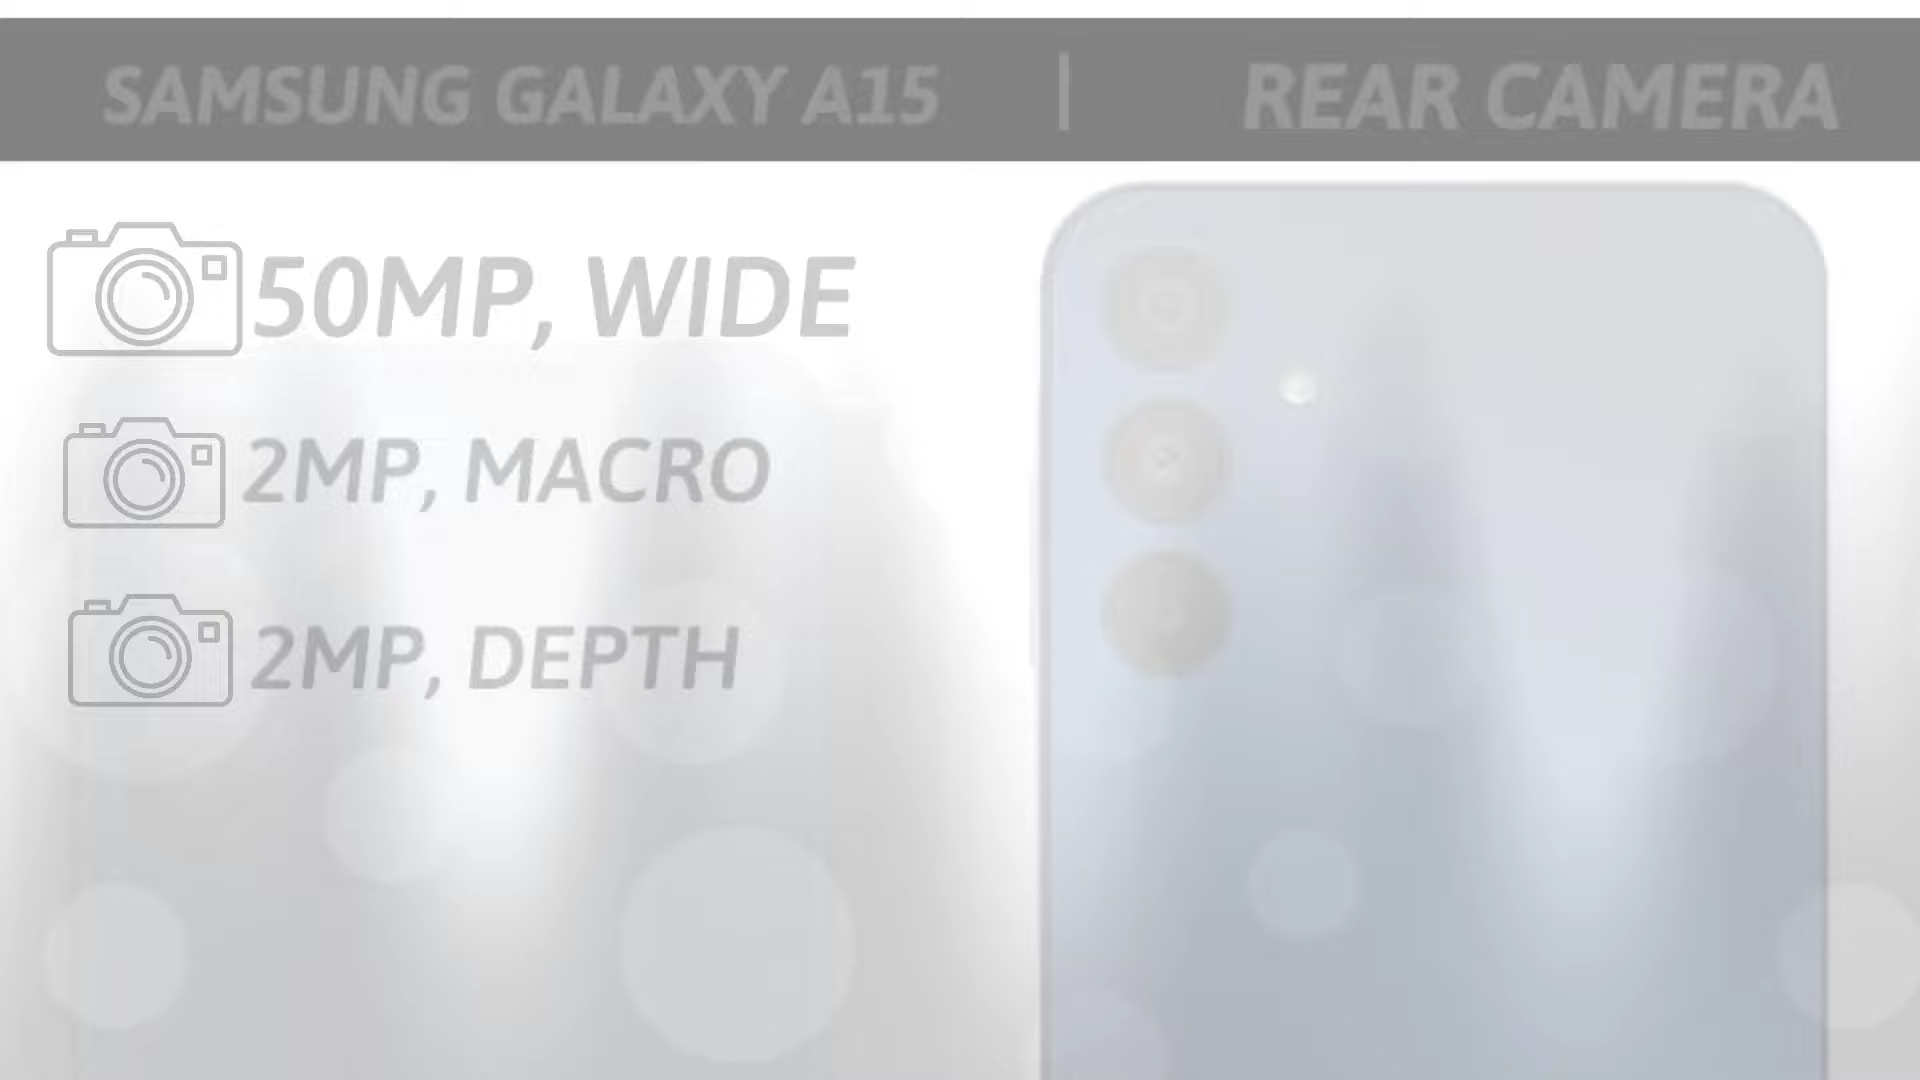 SAMSUNG GALAXY A15 | REAR CAMERA
50MP, WIDE
2MP, MACRO
2MP, DEPTH